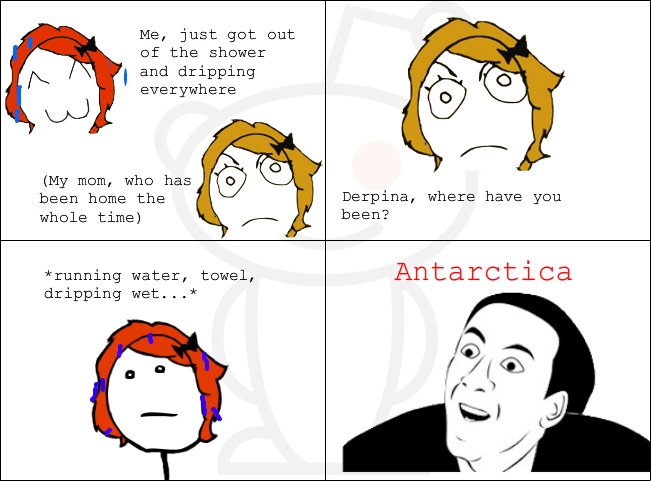 Me, just got out
of the shower
and dripping
everywhere
(My mom, who has
been home the
whole time)
Derpina, where have you
been?
*running water, towel,
dripping wet...*
Antarctica